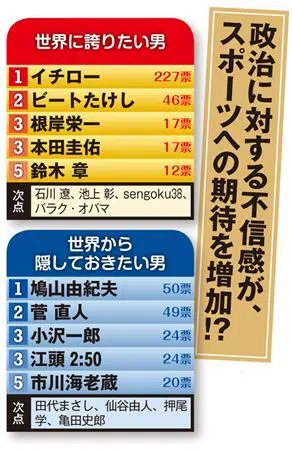 政治に対する不信感が、
スポーツへの期待を増加!?
世界に誇りたい男
1 イチロー 227票
2 ビートたけし 46票
3 根岸栄一 17票
3 本田圭佑 17票
5 鈴木 章 12票
次点 石川 遼、池上 彰、sengoku38、
バラク・オバマ
世界から
隠しておきたい男
1 鳩山由紀夫 50票
2 菅 直人 49票
3 小沢一郎 24票
3 江頭 2:50 24票
5 市川海老蔵 20票
次点 田代まさし、仙谷由人、押尾
学、亀田史郎